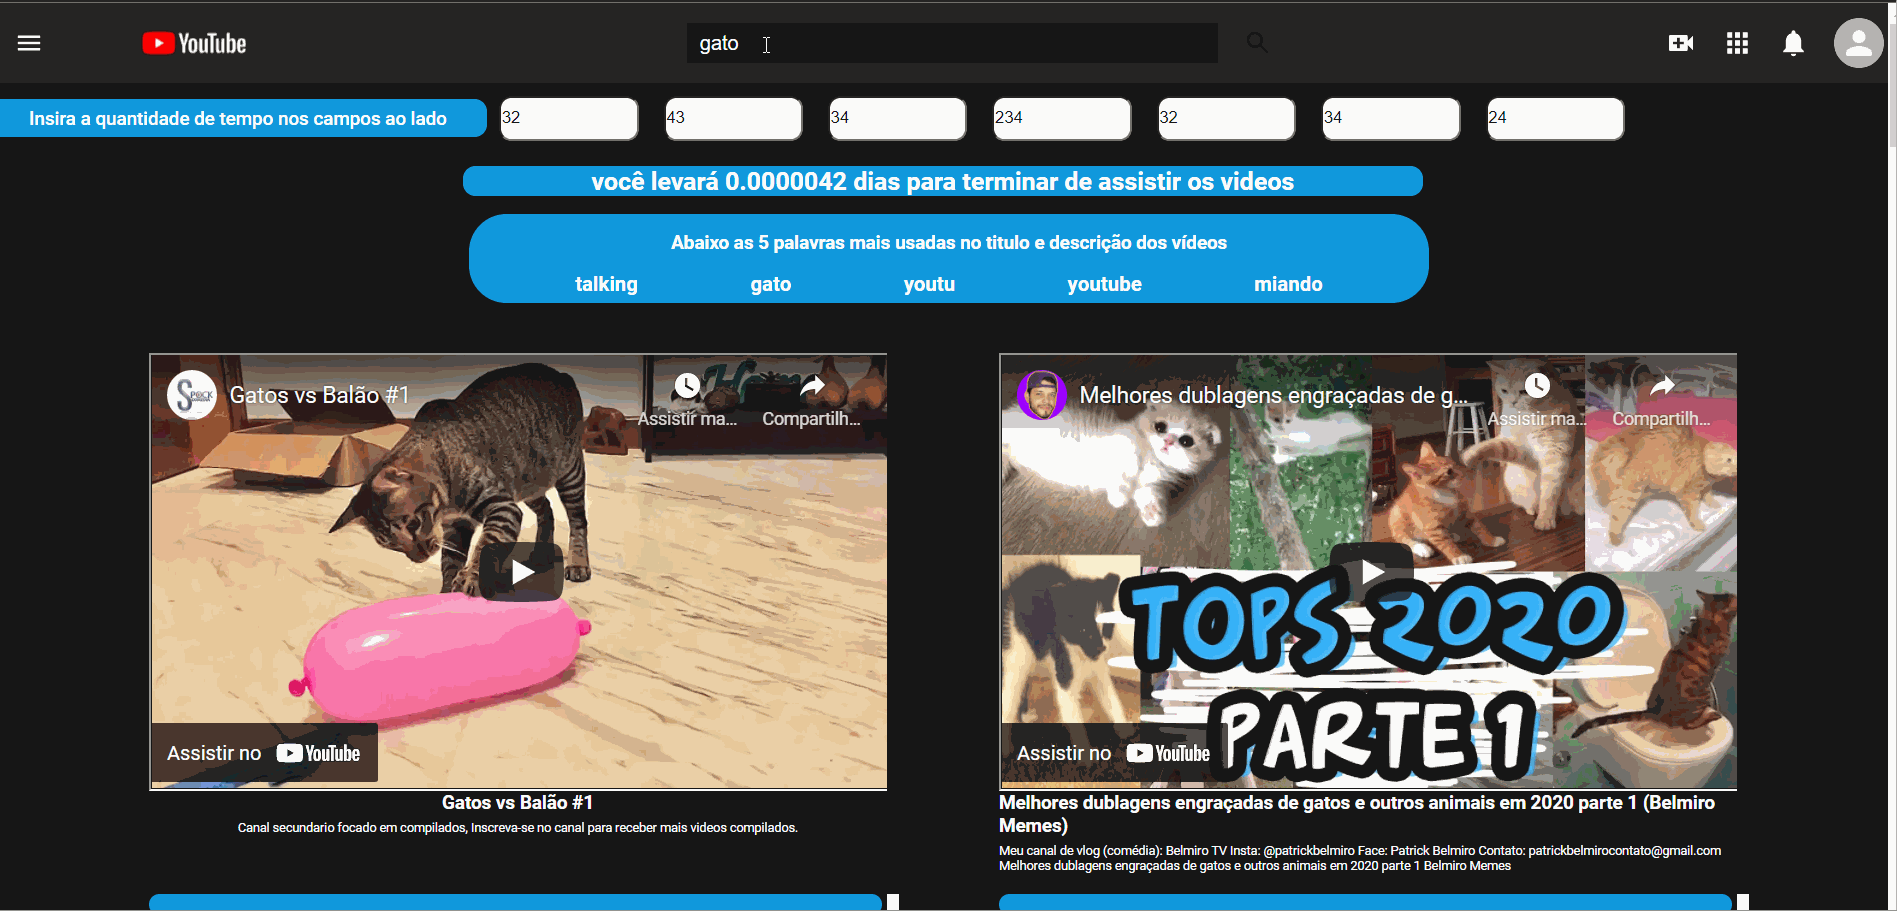 YouTube
gato
Insira a quantidade de tempo nos campos ao lado
32 43 34 234 32 34 24
você levará 0.0000042 dias para terminar de assistir os videos
Abaixo as 5 palavras mais usadas no titulo e descrição dos vídeos
talking gato youtu youtube miando
SPOCK
Gatos vs Balão #1
Assistir ma...
Compartilh...
Assistir no YouTube
Gatos vs Balão #1
Canal secundario focado em compilados, Inscreva-se no canal para receber mais videos compilados.
Melhores dublagens engraçadas de g...
Assistir ma...
Compartilh...
TOPS 2020
PARTE 1
Assistir no YouTube
Melhores dublagens engraçadas de gatos e outros animais em 2020 parte 1 (Belmiro
Memes)
Meu canal de vlog (comédia): Belmiro TV Insta: @patrickbelmiro Face: Patrick Belmiro Contato: patrickbelmirocontato@gmail.com
Melhores dublagens engraçadas de gatos e outros animais em 2020 parte 1 Belmiro Memes